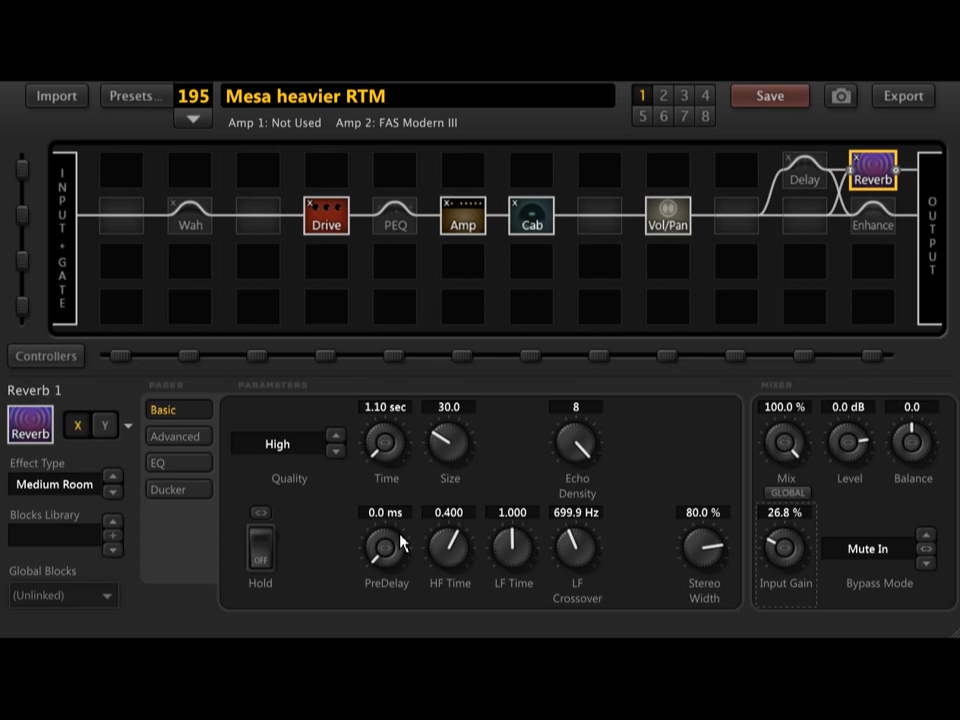 Import
Presets...
195
Mesa heavier RTM
1 2 3 4
5 6 7 8
Save
Export
Amp 1: Not Used Amp 2: FAS Modern III
INPUT + GATE
Delay
X Reverb
X Wah
X Drive
PEQ
X Amp
X Cab
Vol/Pan
Enhance
OUTPUT
Controllers
Reverb 1
Reverb
X Y
Effect Type
Medium Room
Blocks Library
Global Blocks
(Unlinked)
PAGES
Basic
Advanced
EQ
Ducker
PARAMETERS
High
Quality
1.10 sec
Time
30.0
Size
8
Echo
Density
OFF
Hold
0.0 ms
PreDelay
0.400
HF Time
1.000
LF Time
699.9 Hz
LF
Crossover
80.0 %
Stereo
Width
MIXER
100.0 %
Mix
0.0 dB
Level
0.0
Balance
GLOBAL
26.8 %
Input Gain
Mute In
Bypass Mode